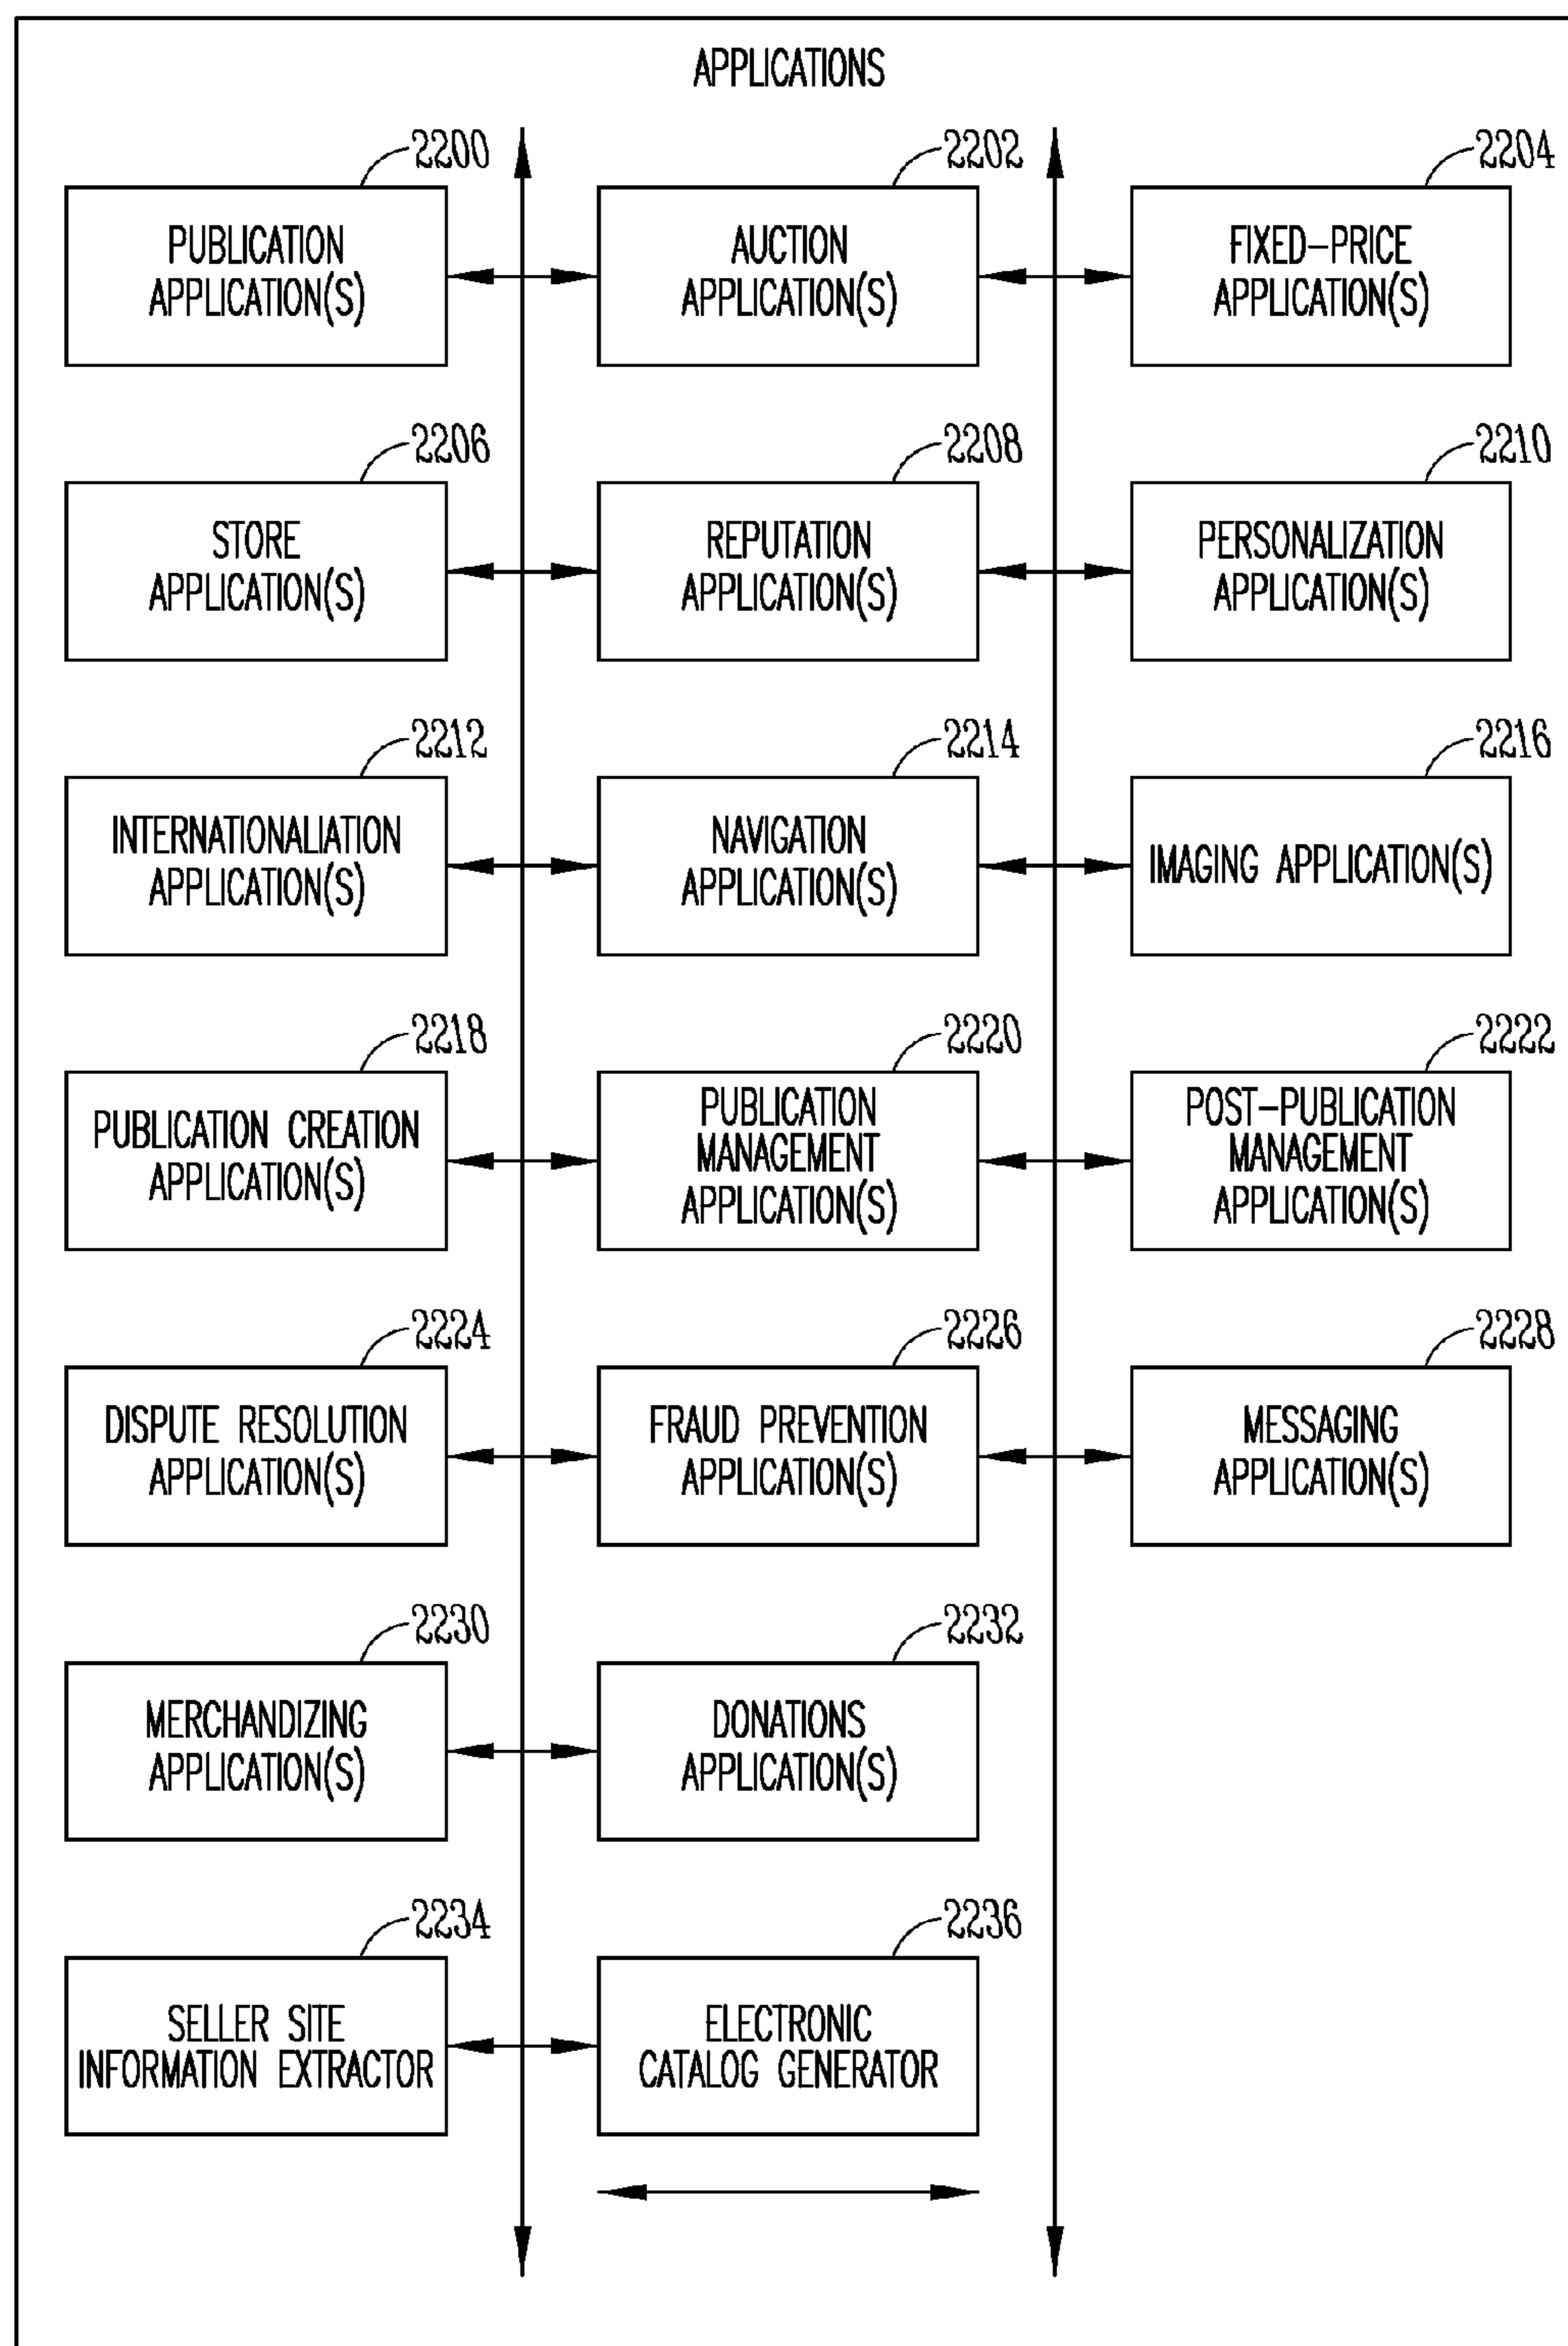 APPLICATIONS
2200
PUBLICATION
APPLICATION(S)
2202
AUCTION
APPLICATION(S)
2204
FIXED-PRICE
APPLICATION(S)
2206
STORE
APPLICATION(S)
2208
REPUTATION
APPLICATION(S)
2210
PERSONALIZATION
APPLICATION(S)
2212
INTERNATIONALIATION
APPLICATION(S)
2214
NAVIGATION
APPLICATION(S)
2216
IMAGING APPLICATION(S)
2218
PUBLICATION CREATION
APPLICATION(S)
2220
PUBLICATION
MANAGEMENT
APPLICATION(S)
2222
POST-PUBLICATION
MANAGEMENT
APPLICATION(S)
2224
DISPUTE RESOLUTION
APPLICATION(S)
2226
FRAUD PREVENTION
APPLICATION(S)
2228
MESSAGING
APPLICATION(S)
2230
MERCHANDIZING
APPLICATION(S)
2232
DONATIONS
APPLICATION(S)
2234
SELLER SITE
INFORMATION EXTRACTOR
2236
ELECTRONIC
CATALOG GENERATOR